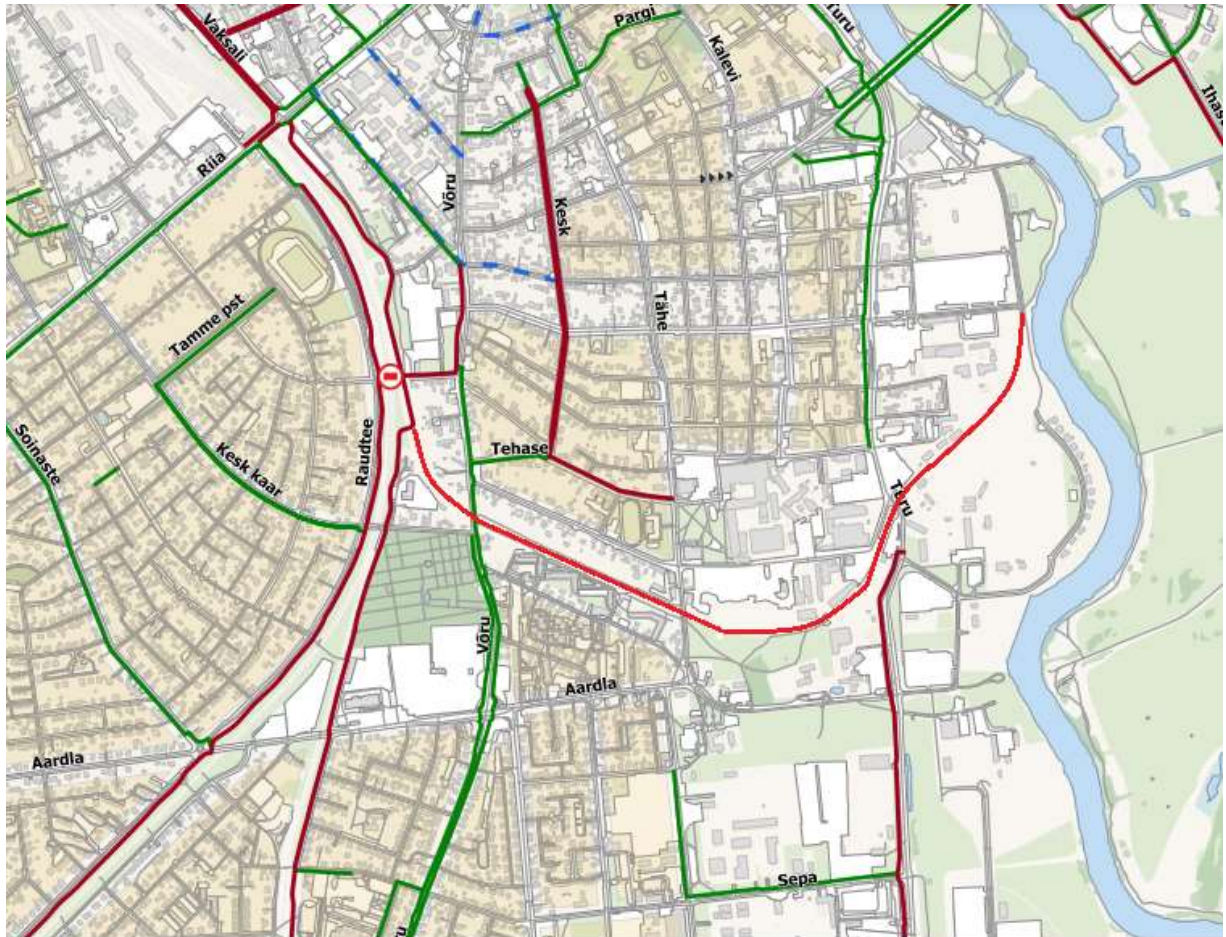 Vaksali
Pargi
Turu
Kalevi
Ihaste
Riia
Võru
Kesk
Tamme pst
Tähe
Soinaste
Kesk kaar
Raudtee
Tehase
Turu
Võru
Aardla
Aardla
Sepa